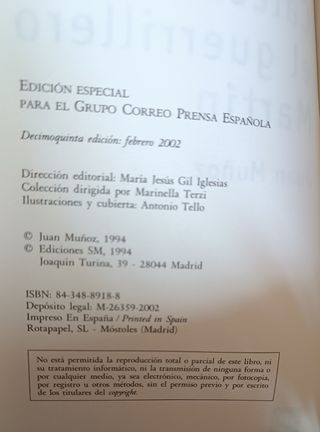 EDICIÓN ESPECIAL
PARA EL GRUPO CORREO PRENSA ESPAÑOLA
Decimoquinta edición: febrero 2002
Dirección editorial: María Jesús Gil Iglesias
Colección dirigida por Marinella Terzi
Ilustraciones y cubierta: Antonio Tello
© Juan Muñoz, 1994
© Ediciones SM, 1994
Joaquín Turina, 39 - 28044 Madrid
ISBN: 84-348-8918-8
Depósito legal: M-26359-2002
Impreso En España / Printed in Spain
Rotapapel, SL - Móstoles (Madrid)
No está permitida la reproducción total o parcial de este libro, ni
su tratamiento informático, ni la transmisión de ninguna forma o
por cualquier medio, ya sea electrónico, mecánico, por fotocopia,
por registro u otros métodos, sin el permiso previo y por escrito
de los titulares del copyright.